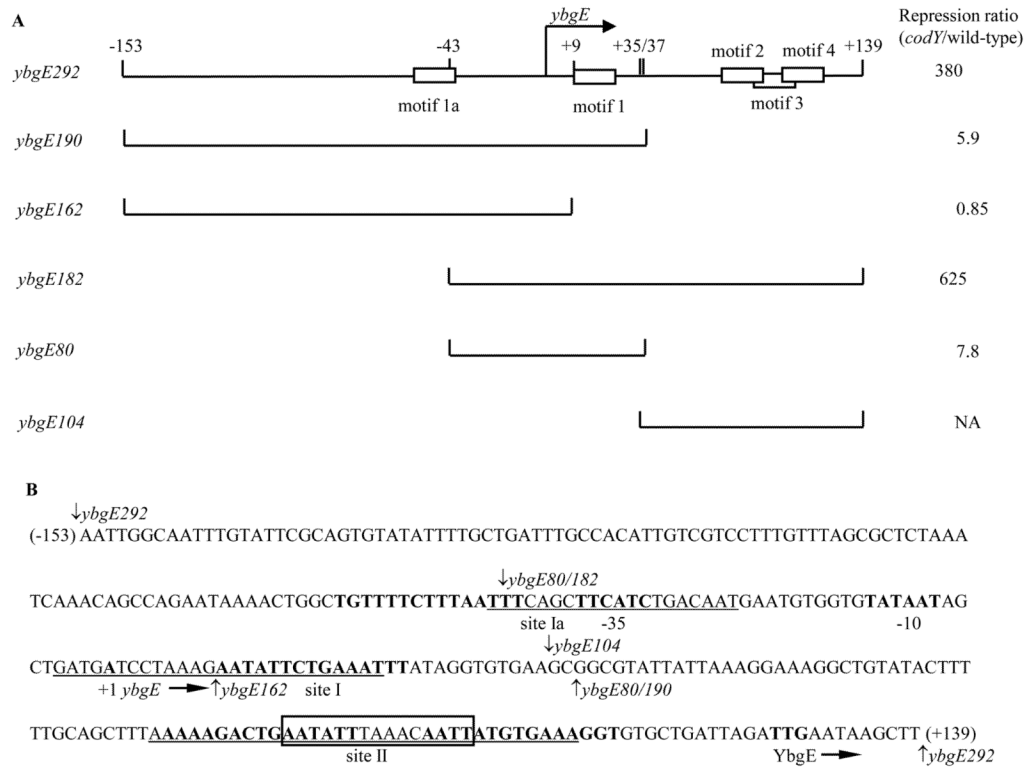 A
ybgE
Repression ratio
(codY/wild-type)
-153 -43 +9 +35/37 motif 2 motif 4 +139
ybgE292 380
motif 1a motif 1 motif 3
ybgE190 5.9
ybgE162 0.85
ybgE182 625
ybgE80 7.8
ybgE104 NA
B
↓ybgE292
(-153)AATTGGCAATTTGTATTCGCAGTGTATATTTTGCTGATTTGCCACATTGTCGTCCTTTGTTTAGCGCTCTAAA
↓ybgE80/182
TCAAACAGCCAGAATAAAACTGGCTGTTTTCTTTAATTTCAGCTTCATCTGACAATGAATGTGGTGTATAATAG
site Ia -35 -10
↓ybgE104
CTGATGATCCTAAAGAATATTCTGAAATTTATAGGTGTGAAGCGGCGTATTATTAAAGGAAAGGCTGTATACTTT
+1 ybgE ↑ybgE162 site I ↑ybgE80/190
TTGCAGCTTTAAAAAGACTGAATATTTAAACAATTATGTGAAAGGTGTGCTGATTAGATTGAATAAGCTT (+139)
site II YbgE ↑ybgE292